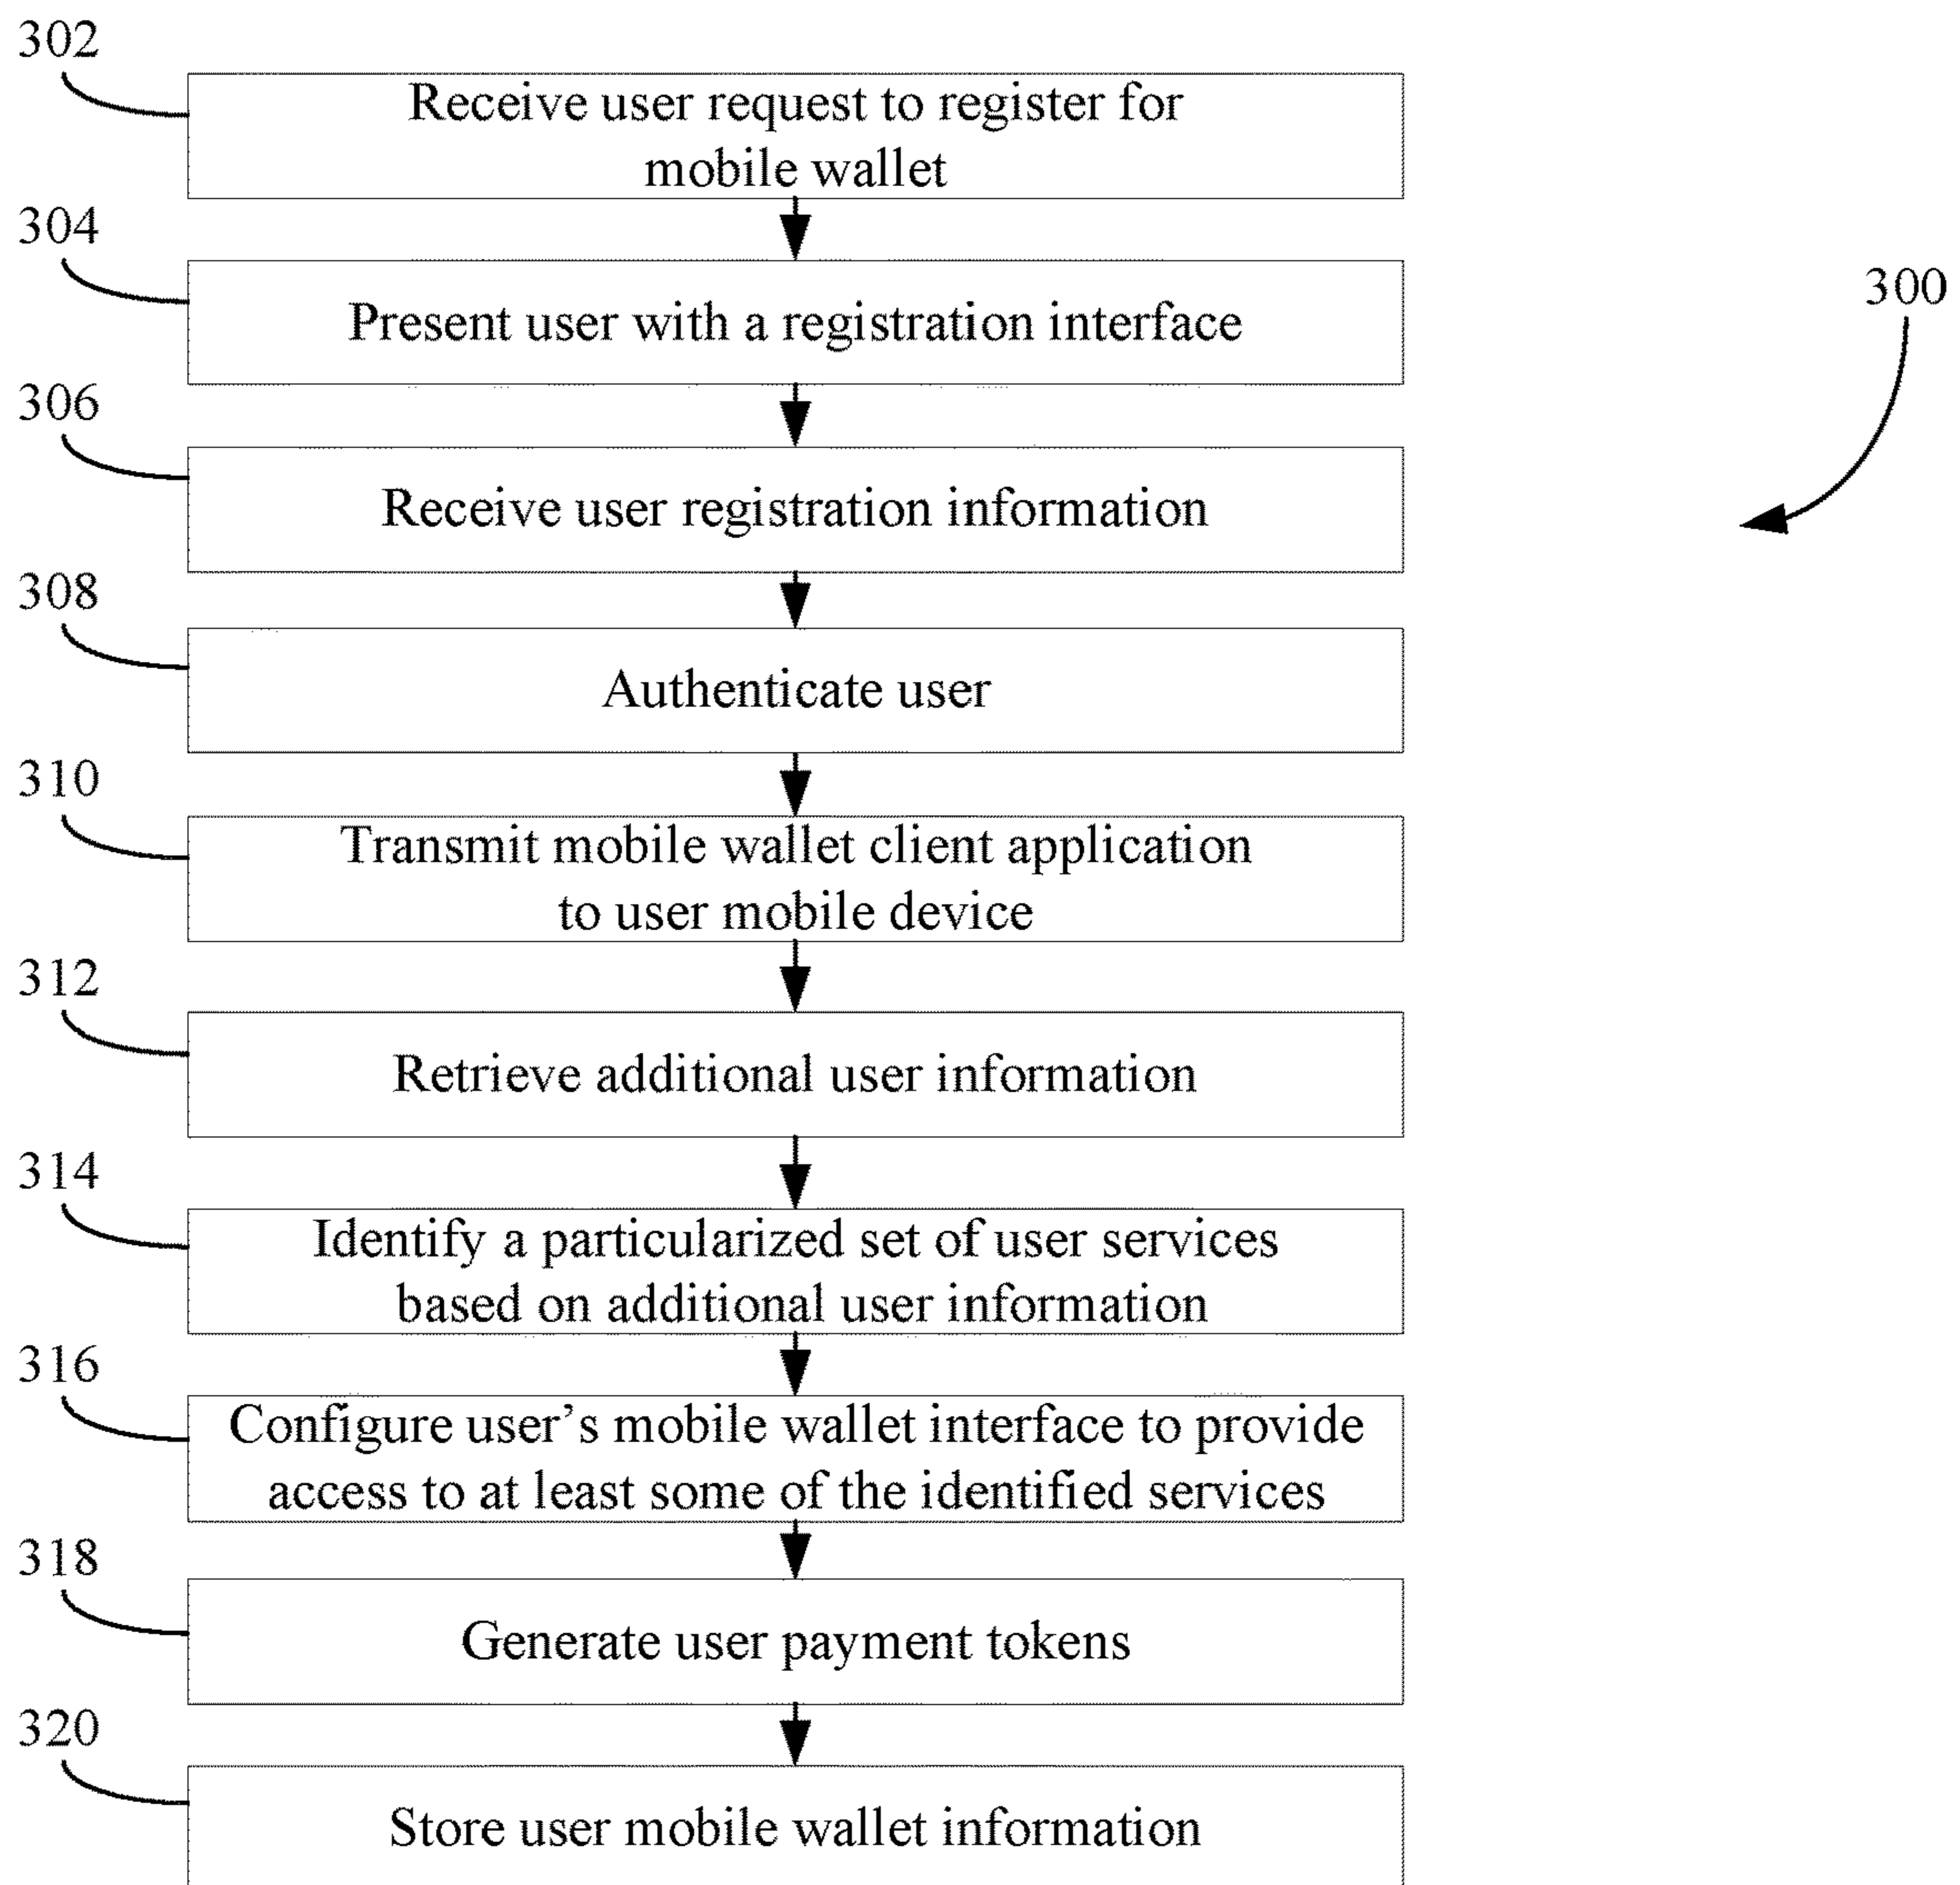 302
Receive user request to register for
mobile wallet
304
Present user with a registration interface
300
306
Receive user registration information
308
Authenticate user
310
Transmit mobile wallet client application
to user mobile device
312
Retrieve additional user information
314
Identify a particularized set of user services
based on additional user information
316
Configure user’s mobile wallet interface to provide
access to at least some of the identified services
318
Generate user payment tokens
320
Store user mobile wallet information